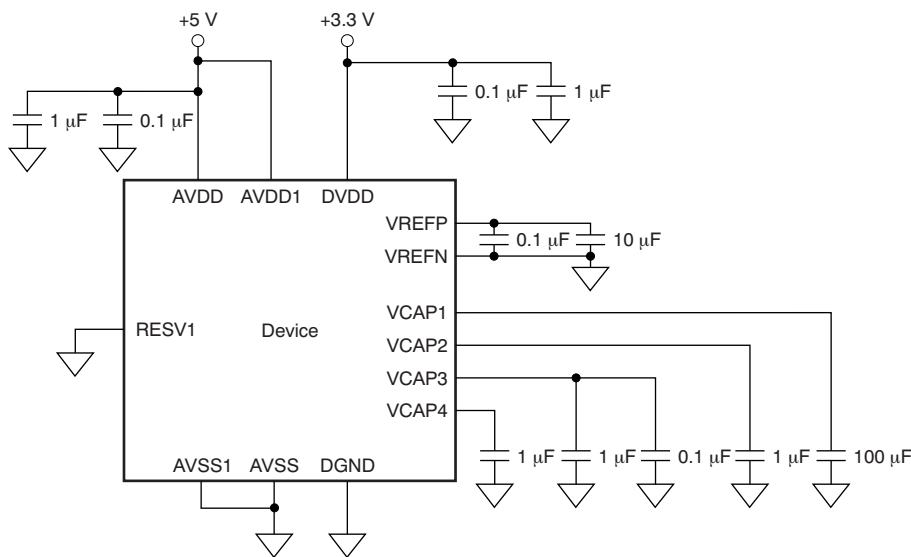 +5 V
+3.3 V
1 μF
0.1 μF
0.1 μF
1 μF
AVDD
AVDD1
DVDD
VREFP
0.1 μF
10 μF
VREFN
VCAP1
RESV1
Device
VCAP2
VCAP3
VCAP4
1 μF
1 μF
0.1 μF
1 μF
100 μF
AVSS1
AVSS
DGND